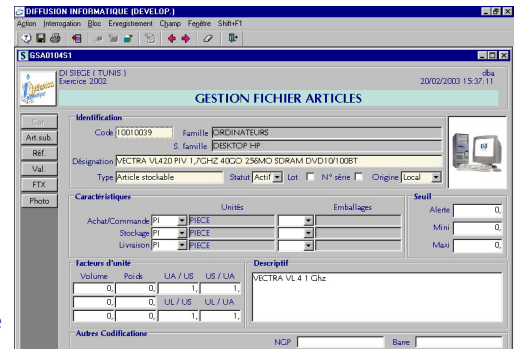 DIFFUSION INFORMATIQUE (DEVELOP.)
Action Interrogation Bloc Enregistrement Champ Fenêtre Shift+F1
GSA0104S1
DI SIEGE ( TUNIS )
Exercice 2002
dba
20/02/2003 15:37:11
GESTION FICHIER ARTICLES
Car.
Art.sub.
Réf.
Val.
FTX
Photo
Identification
Code 10010039 Famille ORDINATEURS
S. famille DESKTOP HP
Désignation VECTRA VL420 PIV 1,7GHZ 40GO 256MO SDRAM DVD10/100BT
Type Article stockable Statut Actif Lot N° série Origine Local
Caractéristiques
Unités Emballages
Achat/Commande PI PIECE
Stockage PI PIECE
Livraison PI PIECE
Seuil
Alerte 0,
Mini 0,
Maxi 0,
Facteurs d'unité
Volume Poids UA / US US / UA
0, 0, 1, 1,
0, 0, UL / US UL / UA
0, 0, 1, 1,
Descriptif
VECTRA VL 4 1 Ghz
Autres Codifications
NGP Barre